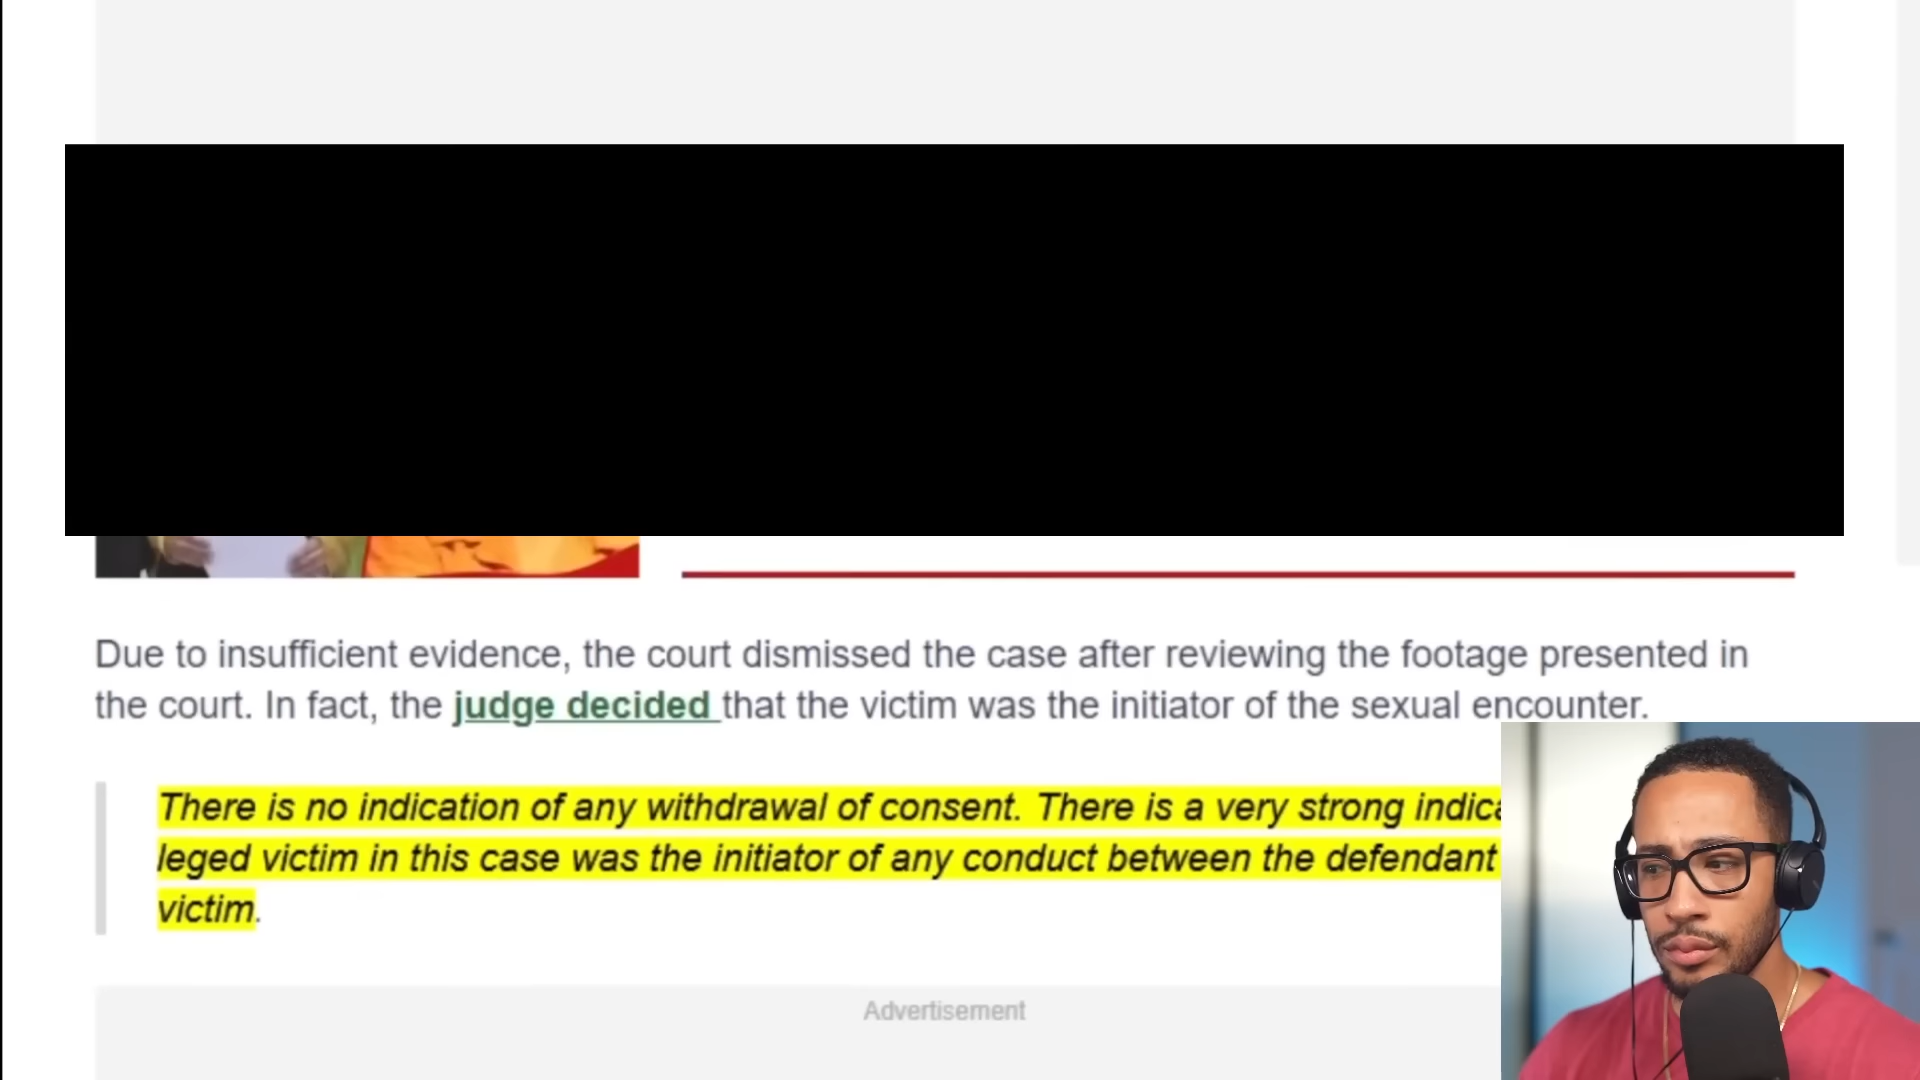 Due to insufficient evidence, the court dismissed the case after reviewing the footage presented in
the court. In fact, the judge decided that the victim was the initiator of the sexual encounter.
There is no indication of any withdrawal of consent. There is a very strong
leged victim in this case was the initiator of any conduct between the defendant
victim.
Advertisement